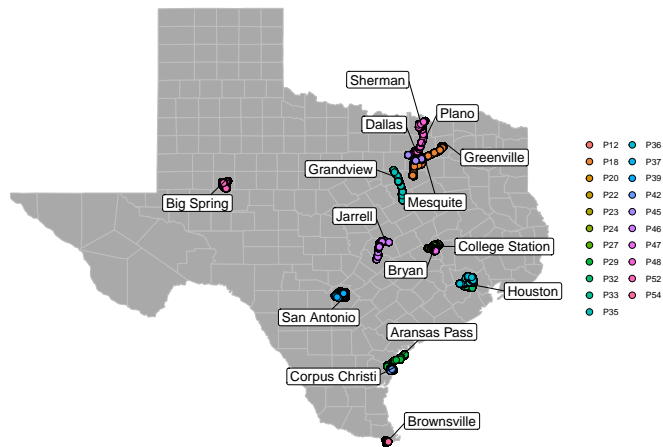 Sherman
Plano
Dallas
Greenville
Grandview
Big Spring
Mesquite
Jarrell
College Station
Bryan
Houston
San Antonio
Aransas Pass
Corpus Christi
Brownsville
P12
P18
P20
P22
P23
P24
P27
P29
P32
P33
P35
P36
P37
P39
P42
P45
P46
P47
P48
P52
P54